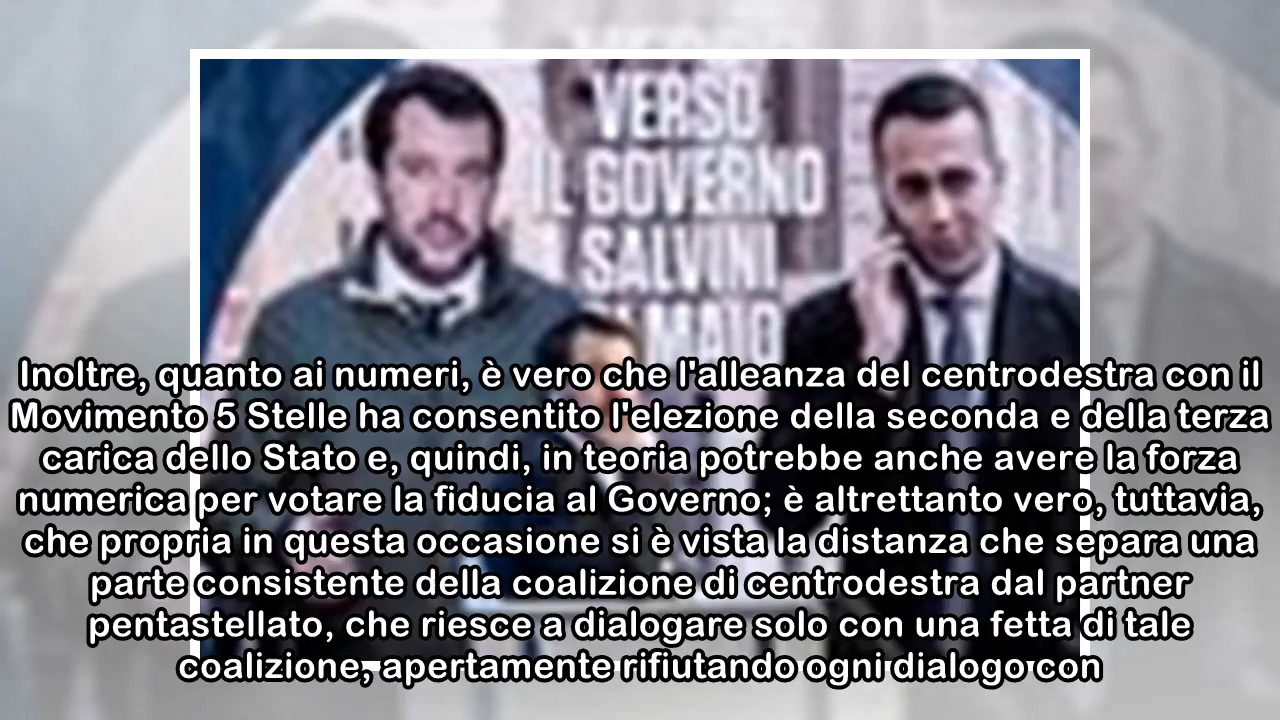 VERSO
IL GOVERNO
SALVINI
DI MAIO
Inoltre, quanto ai numeri, è vero che l'alleanza del centrodestra con il
Movimento 5 Stelle ha consentito l'elezione della seconda e della terza
carica dello Stato e, quindi, in teoria potrebbe anche avere la forza
numerica per votare la fiducia al Governo; è altrettanto vero, tuttavia,
che propria in questa occasione si è vista la distanza che separa una
parte consistente della coalizione di centrodestra dal partner
pentastellato, che riesce a dialogare solo con una fetta di tale
coalizione, apertamente rifiutando ogni dialogo con